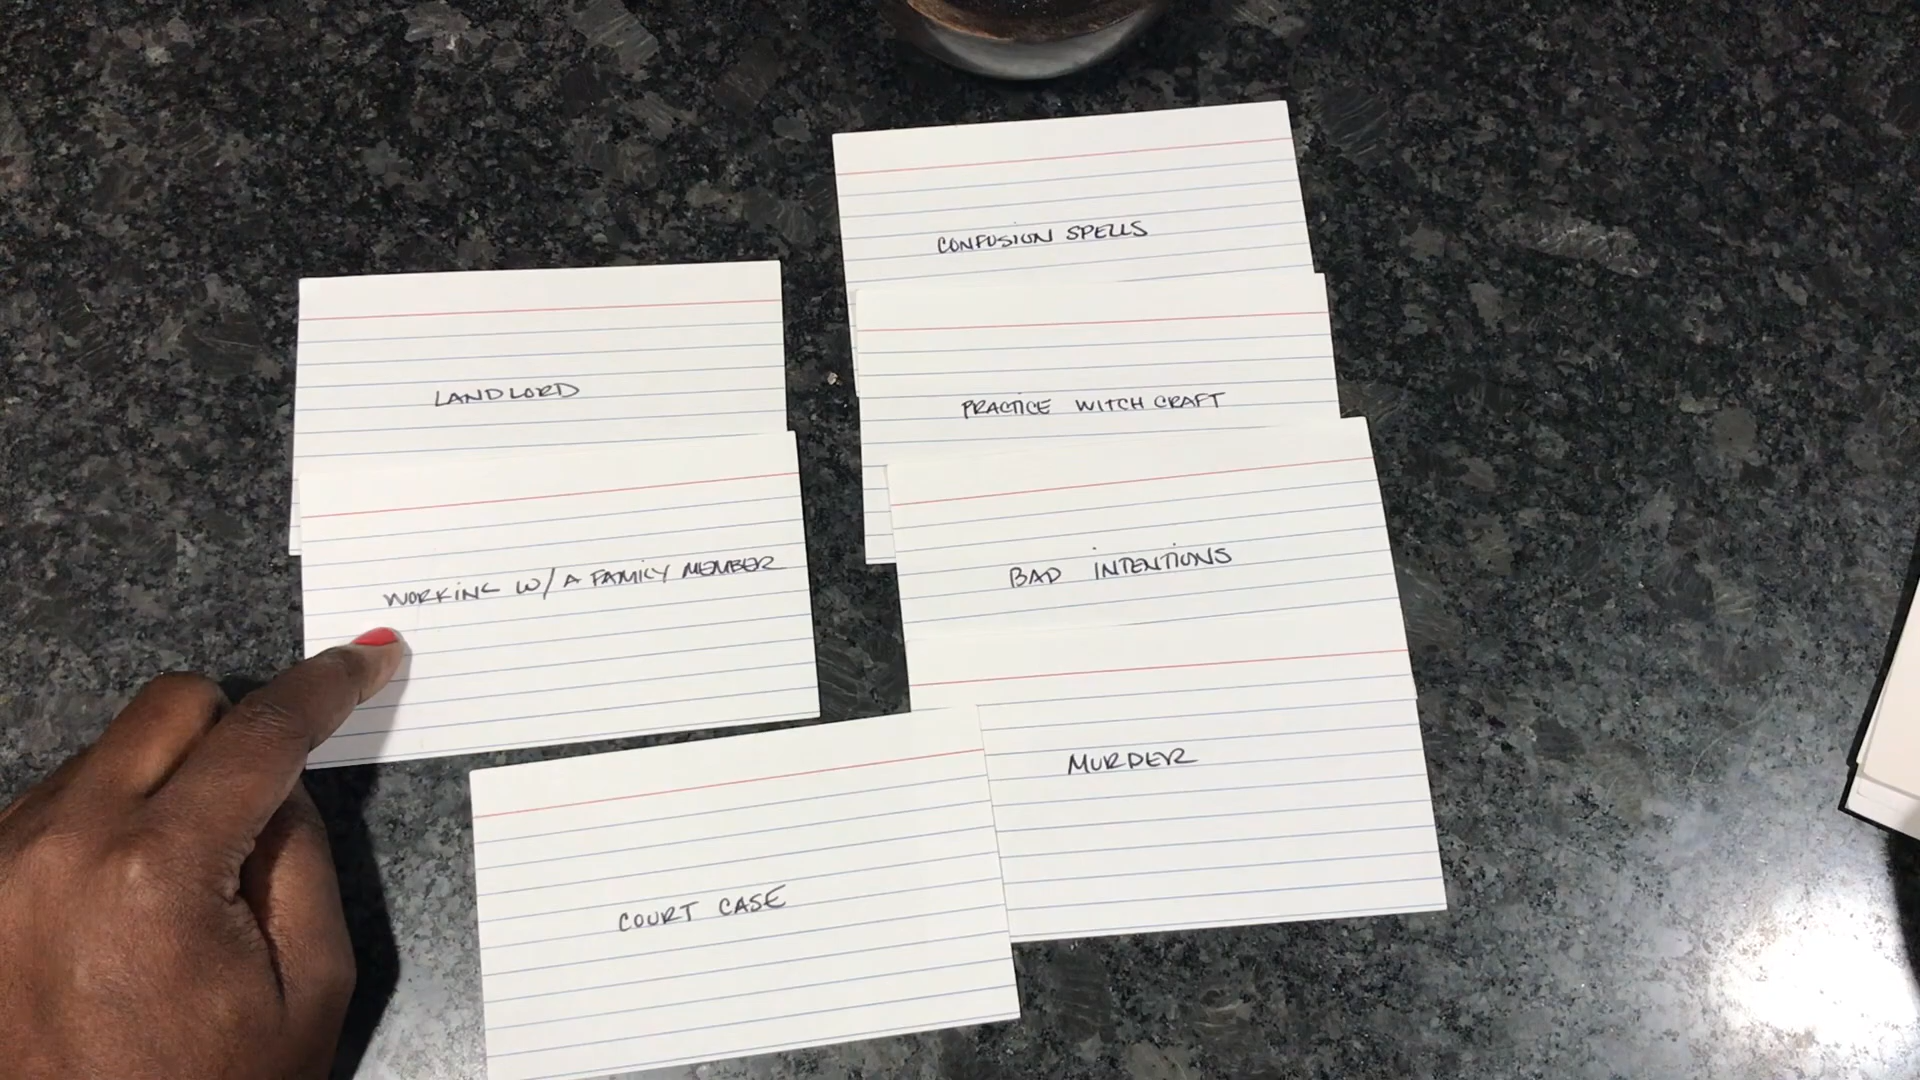 LANDLORD
WORKING W/ A FAMILY MEMBER
CONFUSION SPELLS
PRACTICE WITCH CRAFT
BAD INTENTIONS
MURDER
COURT CASE